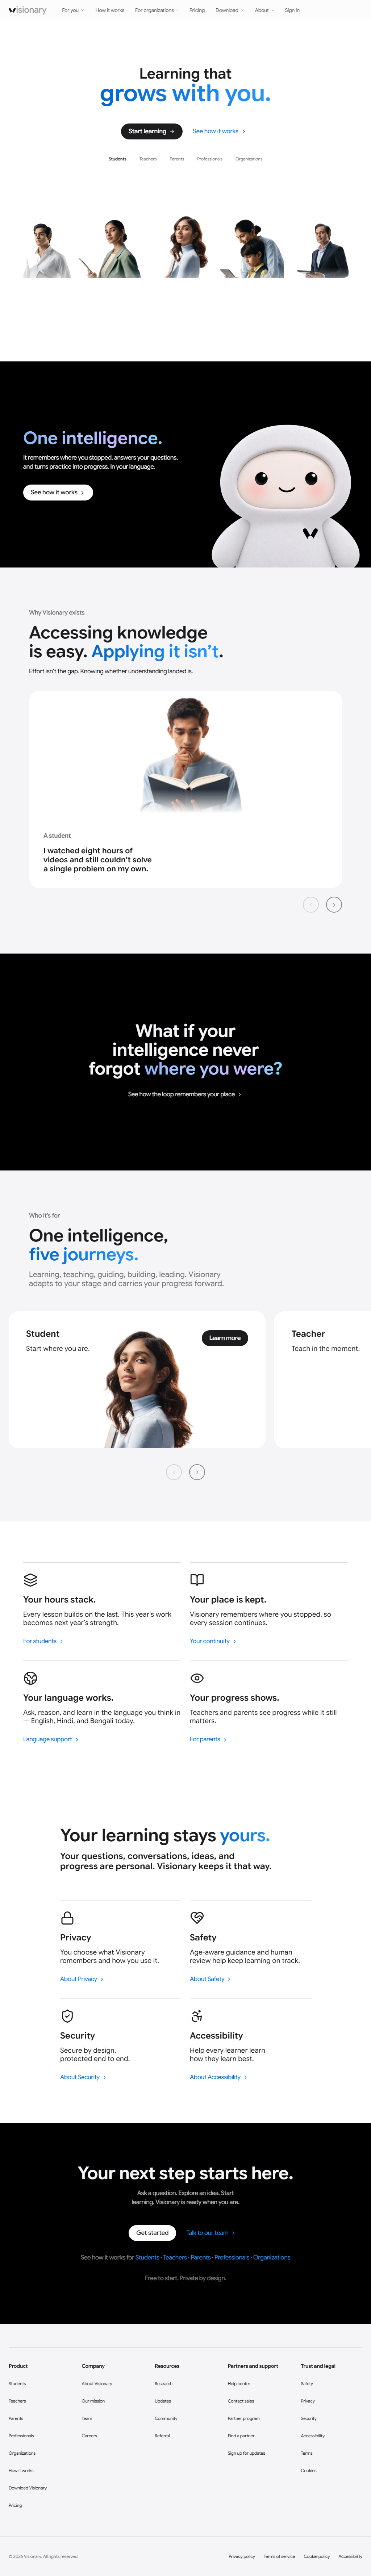 Visionary
For you
How it works
For organizations
Pricing
Download
About
Sign in
Learning that
grows with you.
Start learning →
See how it works >
Students
Teachers
Parents
Professionals
Organizations
One intelligence.
It remembers where you stopped, answers your questions,
and turns practice into progress. In your language.
See how it works >
Why Visionary exists
Accessing knowledge
is easy. Applying it isn't.
Effort isn't the gap. Knowing whether understanding landed is.
A student
I watched eight hours of
videos and still couldn't solve
a single problem on my own.
What if your
intelligence never
forgot where you were?
See how the loop remembers your place >
Who it's for
One intelligence,
five journeys.
Learning, teaching, guiding, building, leading. Visionary
adapts to your stage and carries your progress forward.
Student
Start where you are.
Learn more
Teacher
Teach in the moment.
Your hours stack.
Every lesson builds on the last. This year's work
becomes next year's strength.
For students >
Your place is kept.
Visionary remembers where you stopped, so
every session continues.
Your continuity >
Your language works.
Ask, reason, and learn in the language you think in
— English, Hindi, and Bengali today.
Language support >
Your progress shows.
Teachers and parents see progress while it still
matters.
For parents >
Your learning stays yours.
Your questions, conversations, ideas, and
progress are personal. Visionary keeps it that way.
Privacy
You choose what Visionary
remembers and how you use it.
About Privacy >
Safety
Age-aware guidance and human
review help keep learning on track.
About Safety >
Security
Secure by design,
protected end to end.
About Security >
Accessibility
Help every learner learn
how they learn best.
About Accessibility >
Your next step starts here.
Ask a question. Explore an idea. Start
learning. Visionary is ready when you are.
Get started
Talk to our team >
See how it works for Students · Teachers · Parents · Professionals · Organizations
Free to start. Private by design.
Product
Students
Teachers
Parents
Professionals
Organizations
How it works
Download Visionary
Pricing
Company
About Visionary
Our mission
Team
Careers
Resources
Research
Updates
Community
Referral
Partners and support
Help center
Contact sales
Partner program
Find a partner
Sign up for updates
Trust and legal
Safety
Privacy
Security
Accessibility
Terms
Cookies
© 2026 Visionary. All rights reserved.
Privacy policy
Terms of service
Cookie policy
Accessibility